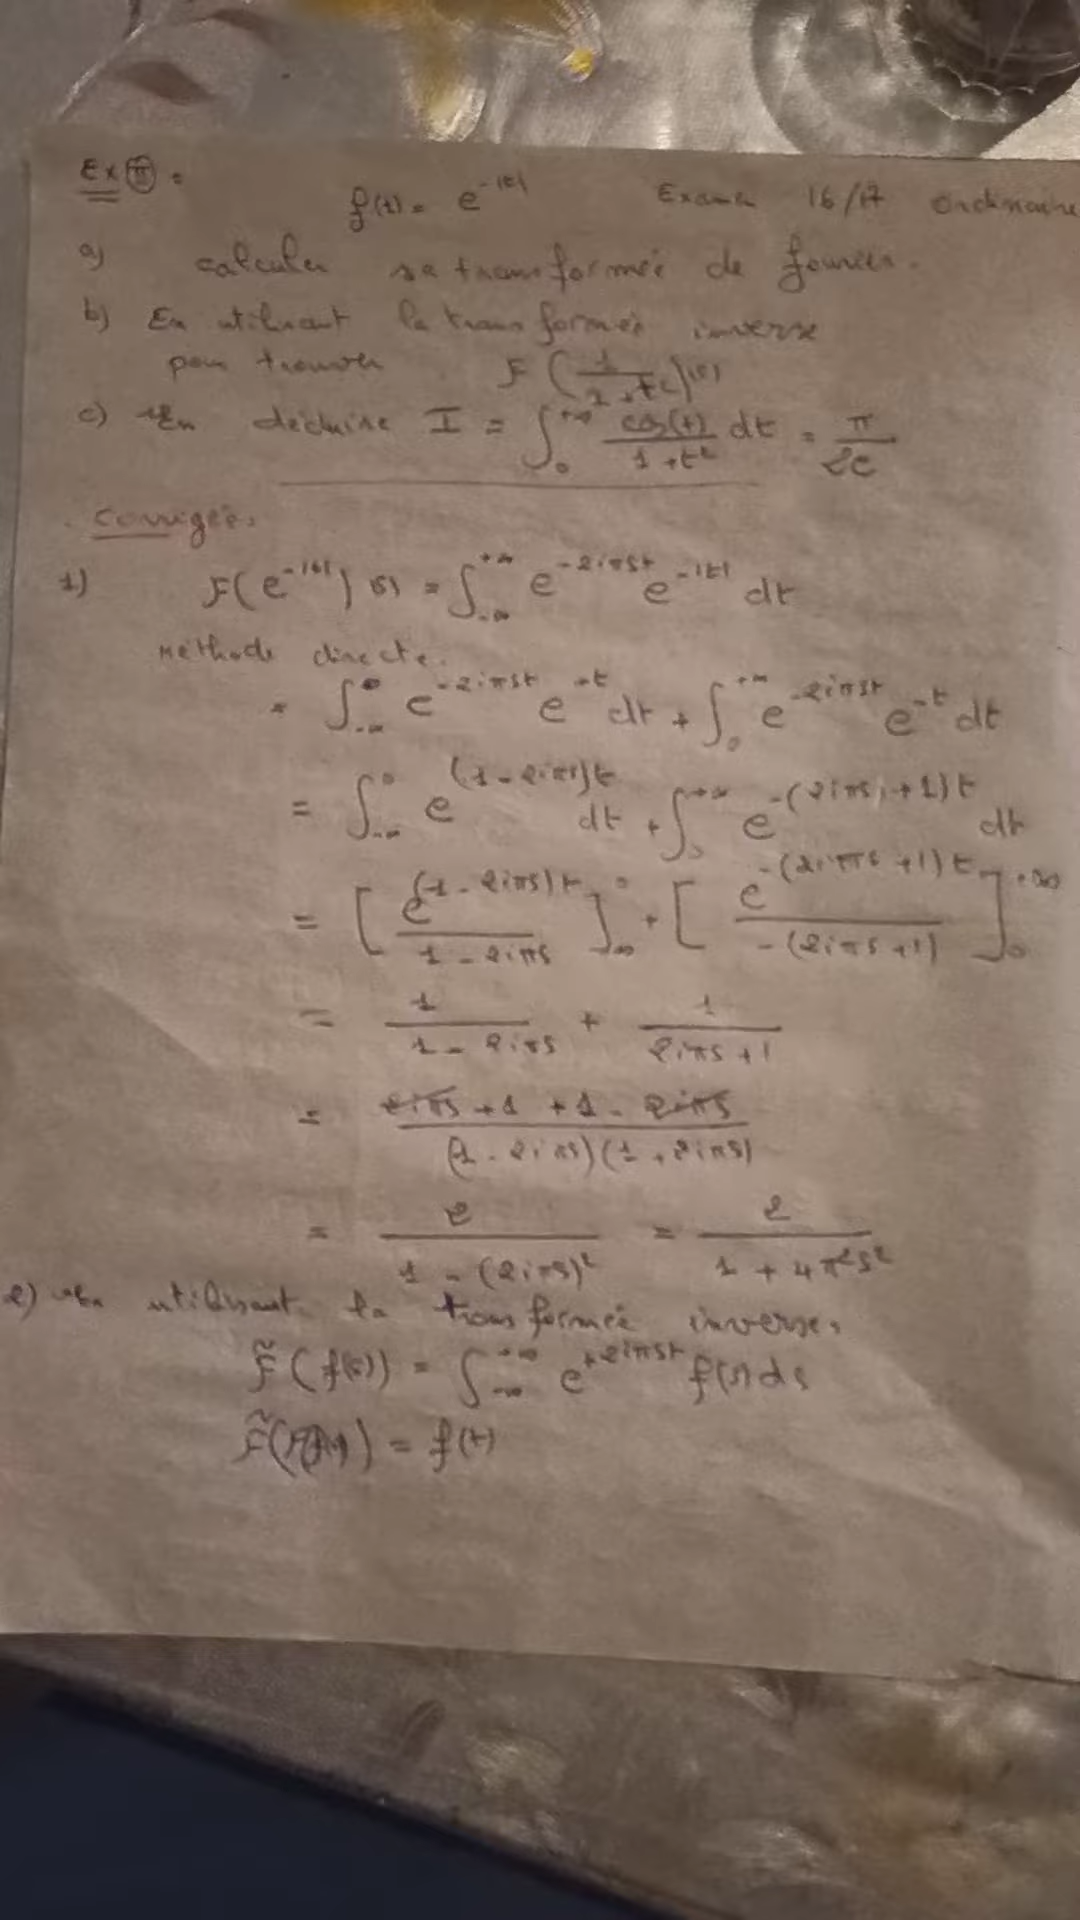 Ex II :
f(t) = e^{-|t|} Examen 16/17 Ordinaire
a) calculer sa transformée de fourier.
b) En utilisant la transformée inverse
pour trouver F(1/(1+t²))(s)
c) En déduire I = ∫_0^{+∞} cos(t)/(1+t²) dt = π/2e
Corrigée.
1) F(e^{-|t|})(s) = ∫_{-∞}^{+∞} e^{-2iπst} e^{-|t|} dt
Méthode directe.
= ∫_{-∞}^{0} e^{-2iπst} e^{+t} dt + ∫_0^{+∞} e^{-2iπst} e^{-t} dt
= ∫_{-∞}^{0} e^{(1-2iπs)t} dt + ∫_0^{+∞} e^{-(2iπs+1)t} dt
= [e^{(1-2iπs)t}/(1-2iπs)]_{-∞}^{0} + [e^{-(2iπs+1)t}/-(2iπs+1)]_0^{+∞}
= 1/(1-2iπs) + 1/(2iπs+1)
= (2iπs+1+1-2iπs)/((1-2iπs)(1+2iπs))
= 2/(1-(2iπs)²) = 2/(1+4π²s²)
2) En utilisant la transformée inverse.
F̃(f(s)) = ∫_{-∞}^{+∞} e^{+2iπst} f(s) ds
= f(t)